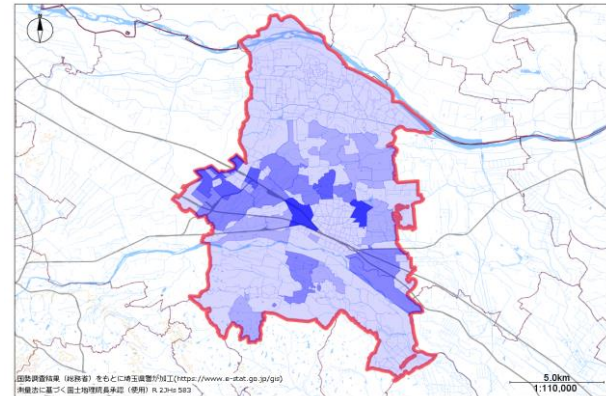 国勢調査結果（総務省）をもとに埼玉県警が加工(https://www.e-stat.go.jp/gis)
測量法に基づく国土地理院長承認（使用）R 2JHs 583
5.0km
1:110,000